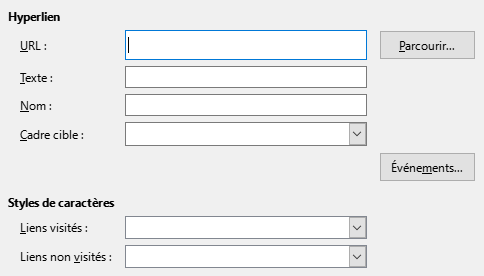 Hyperlien
URL :
Parcourir...
Texte :
Nom :
Cadre cible :
Événements...
Styles de caractères
Liens visités :
Liens non visités :